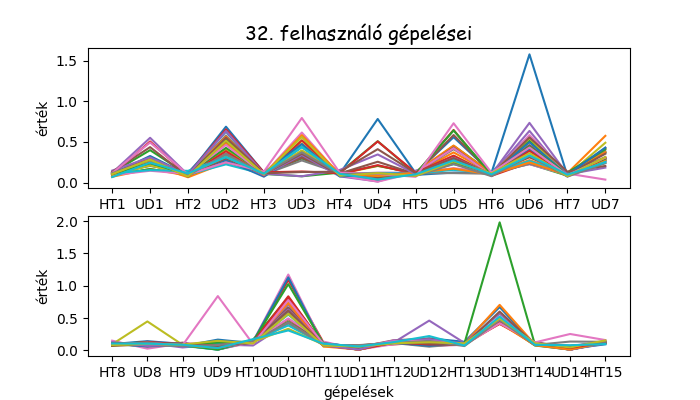 32. felhasználó gépelései
1.5
1.0
0.5
0.0
érték
HT1 UD1 HT2 UD2 HT3 UD3 HT4 UD4 HT5 UD5 HT6 UD6 HT7 UD7
2.0
1.5
1.0
0.5
0.0
érték
HT8 UD8 HT9 UD9 HT10 UD10 HT11 UD11 HT12 UD12 HT13 UD13 HT14 UD14 HT15
gépelések